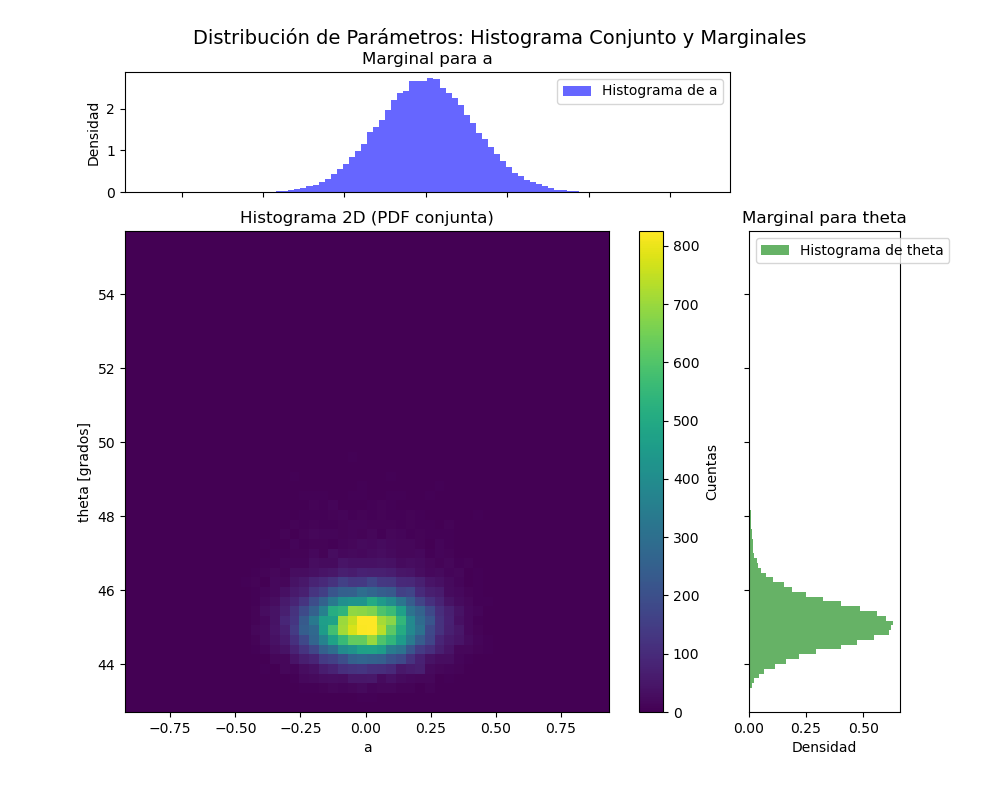 Distribución de Parámetros: Histograma Conjunto y Marginales
Marginal para a
Densidad
2
1
0
Histograma de a
Histograma 2D (PDF conjunta)
theta [grados]
54
52
50
48
46
44
−0.75
−0.50
−0.25
0.00
0.25
0.50
0.75
a
800
700
600
500
400
300
200
100
0
Cuentas
Marginal para theta
Histograma de theta
0.00
0.25
0.50
Densidad